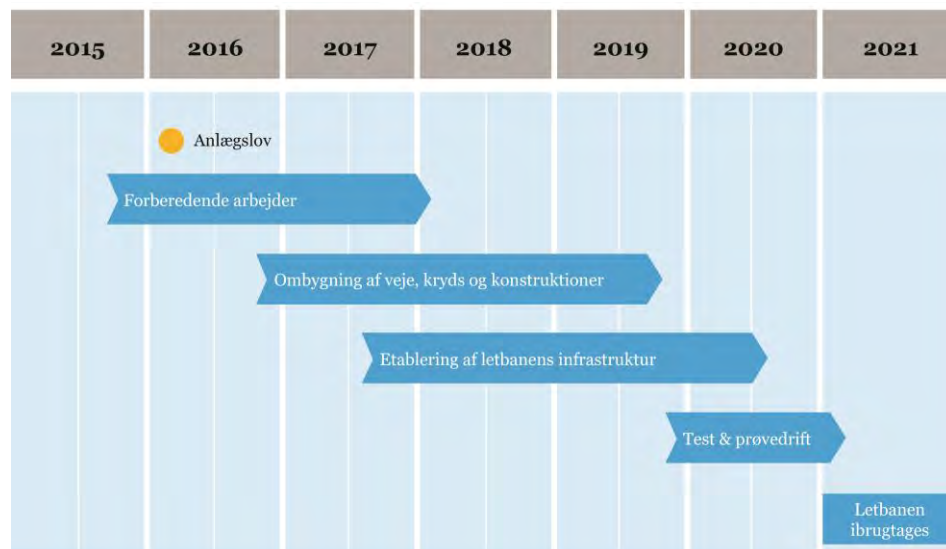 2015 2016 2017 2018 2019 2020 2021
Anlægslov
Forberedende arbejder
Ombygning af veje, kryds og konstruktioner
Etablering af letbanens infrastruktur
Test & prøvedrift
Letbanen
ibrugtages